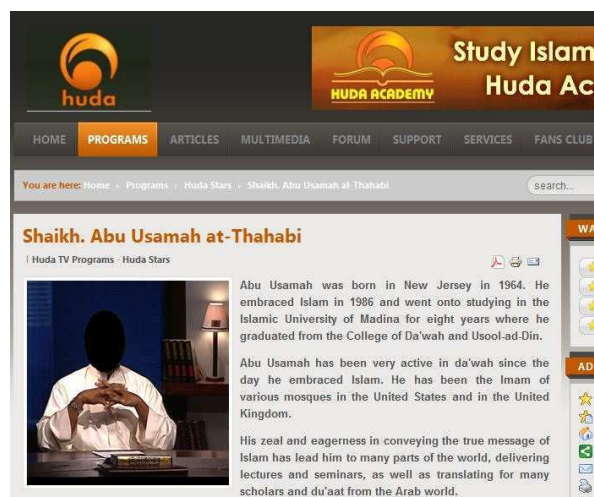 huda
HUDA ACADEMY
Study Islam
Huda Ac
HOME PROGRAMS ARTICLES MULTIMEDIA FORUM SUPPORT SERVICES FANS CLUB
You are here: Home Programs Huda Stars Shaikh. Abu Usamah at-Thahabi
search...
Shaikh. Abu Usamah at-Thahabi
| Huda TV Programs - Huda Stars
Abu Usamah was born in New Jersey in 1964. He
embraced Islam in 1986 and went onto studying in the
Islamic University of Madina for eight years where he
graduated from the College of Da'wah and Usool-ad-Din.
Abu Usamah has been very active in da'wah since the
day he embraced Islam. He has been the Imam of
various mosques in the United States and in the United
Kingdom.
His zeal and eagerness in conveying the true message of
Islam has lead him to many parts of the world, delivering
lectures and seminars, as well as translating for many
scholars and du'aat from the Arab world.
WA
AD